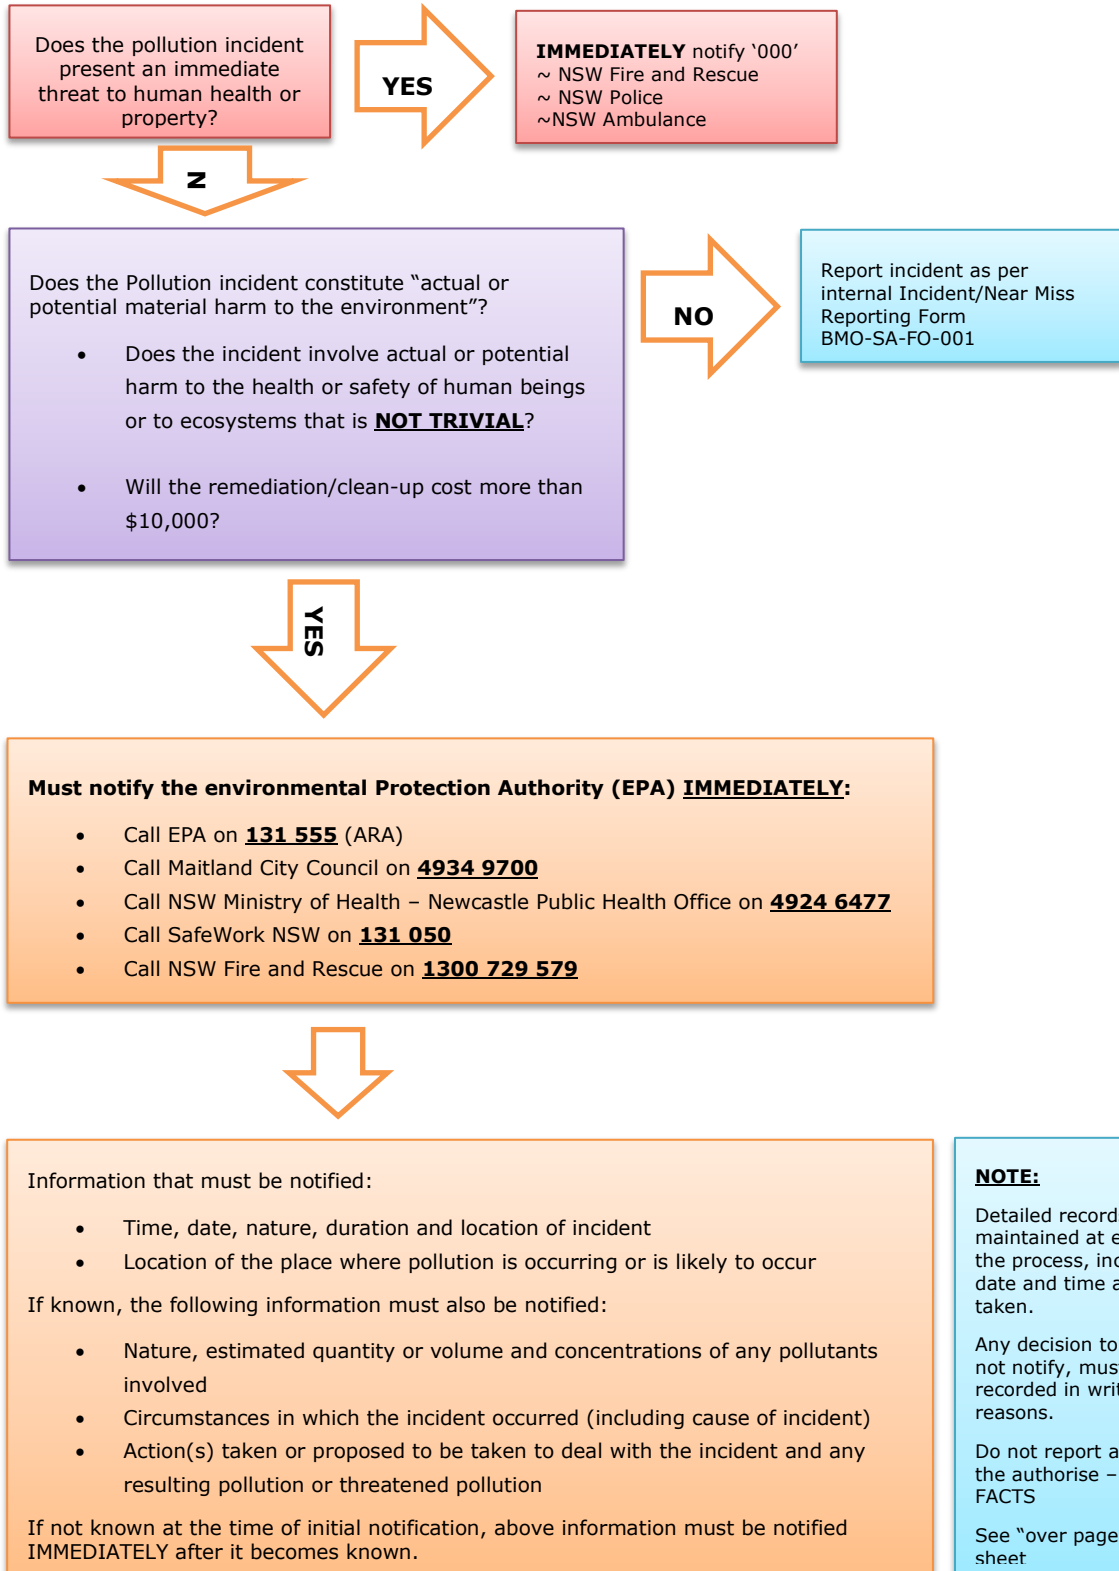 Does the pollution incident
present an immediate
threat to human health or
property?
YES
IMMEDIATELY notify ‘000’
~ NSW Fire and Rescue
~ NSW Police
~NSW Ambulance
N
Does the Pollution incident constitute “actual or
potential material harm to the environment”?
• Does the incident involve actual or potential
harm to the health or safety of human beings
or to ecosystems that is NOT TRIVIAL?
• Will the remediation/clean-up cost more than
$10,000?
NO
Report incident as per
internal Incident/Near Miss
Reporting Form
BMO-SA-FO-001
YES
Must notify the environmental Protection Authority (EPA) IMMEDIATELY:
• Call EPA on 131 555 (ARA)
• Call Maitland City Council on 4934 9700
• Call NSW Ministry of Health – Newcastle Public Health Office on 4924 6477
• Call SafeWork NSW on 131 050
• Call NSW Fire and Rescue on 1300 729 579
Information that must be notified:
• Time, date, nature, duration and location of incident
• Location of the place where pollution is occurring or is likely to occur
If known, the following information must also be notified:
• Nature, estimated quantity or volume and concentrations of any pollutants
involved
• Circumstances in which the incident occurred (including cause of incident)
• Action(s) taken or proposed to be taken to deal with the incident and any
resulting pollution or threatened pollution
If not known at the time of initial notification, above information must be notified
IMMEDIATELY after it becomes known.
NOTE:
Detailed record
maintained at
the process,
date and time
taken.
Any decision to
not notify,
recorded in
reasons.
Do not report
the authorise –
FACTS
See “over page
sheet